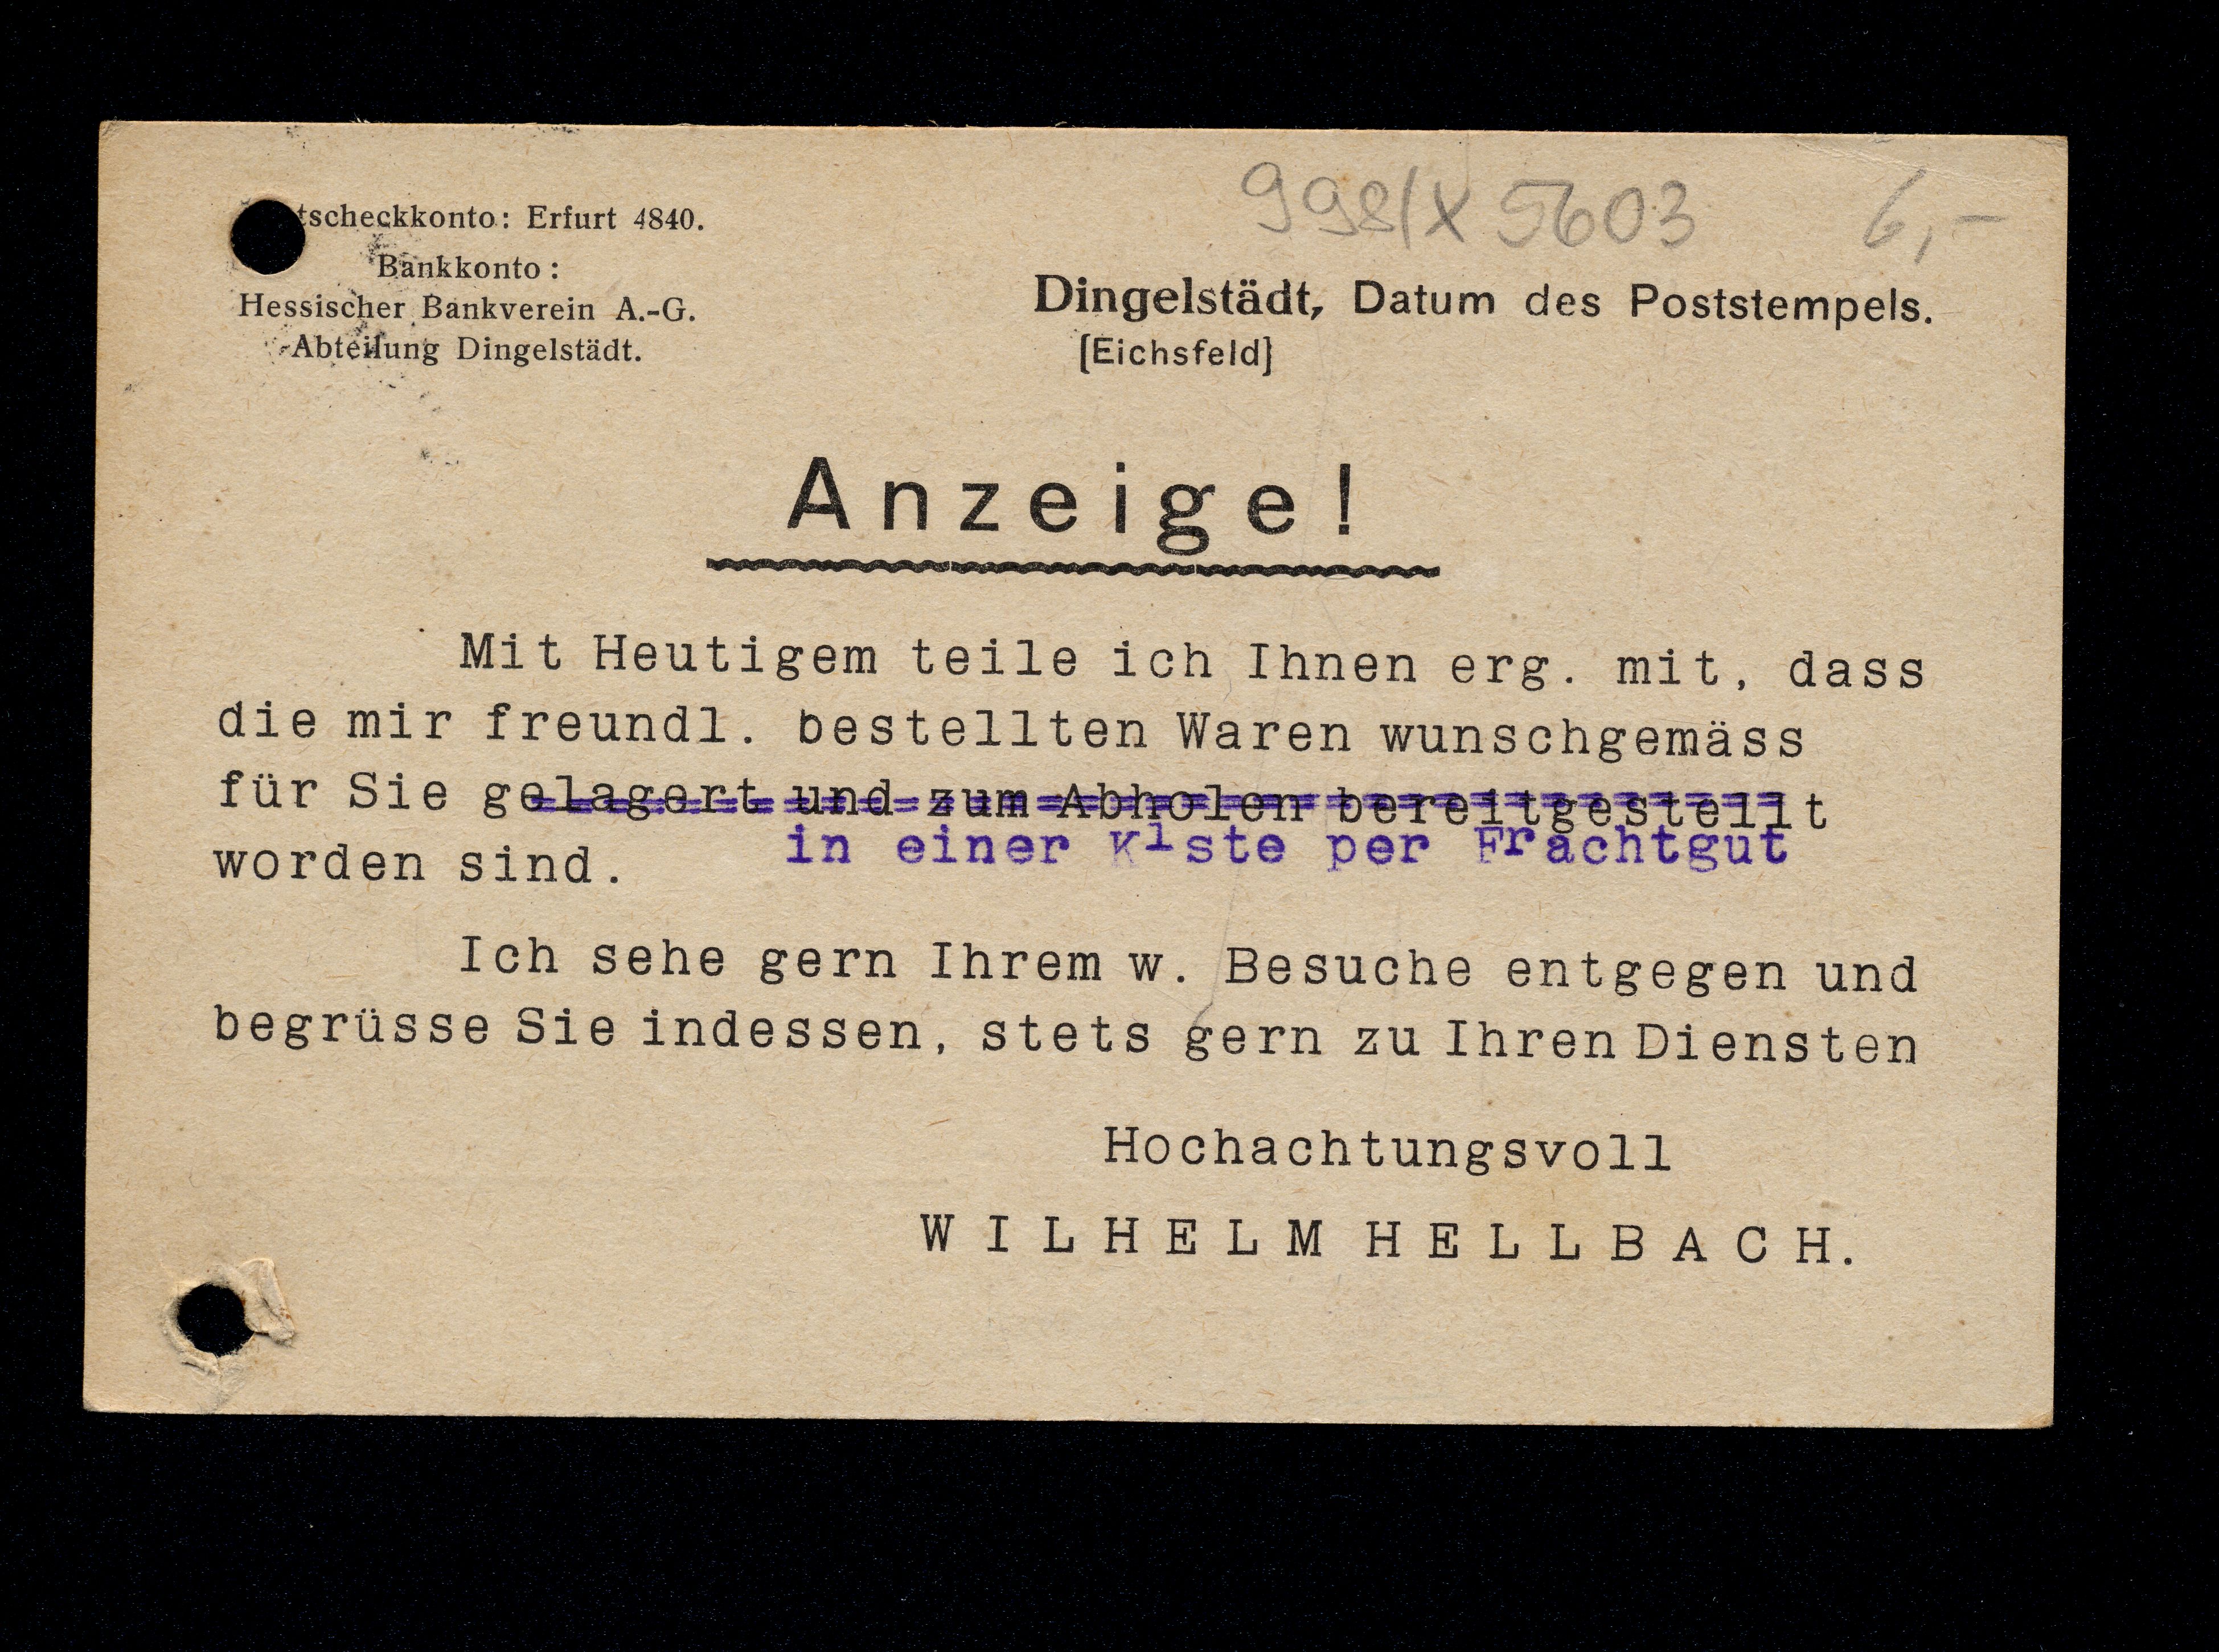 tscheckkonto: Erfurt 4840.
Bankkonto:
Hessischer Bankverein A.-G.
Abteilung Dingelstädt.
998/X 5603 6,-
Dingelstädt, Datum des Poststempels.
[Eichsfeld]
Anzeige!
Mit Heutigem teile ich Ihnen erg. mit, dass
die mir freundl. bestellten Waren wunschgemäss
für Sie gelagert und zum Abholen bereitgestellt
in einer Kiste per Frachtgut
worden sind.
Ich sehe gern Ihrem w. Besuche entgegen und
begrüsse Sie indessen, stets gern zu Ihren Diensten
Hochachtungsvoll
WILHELM HELLBACH.